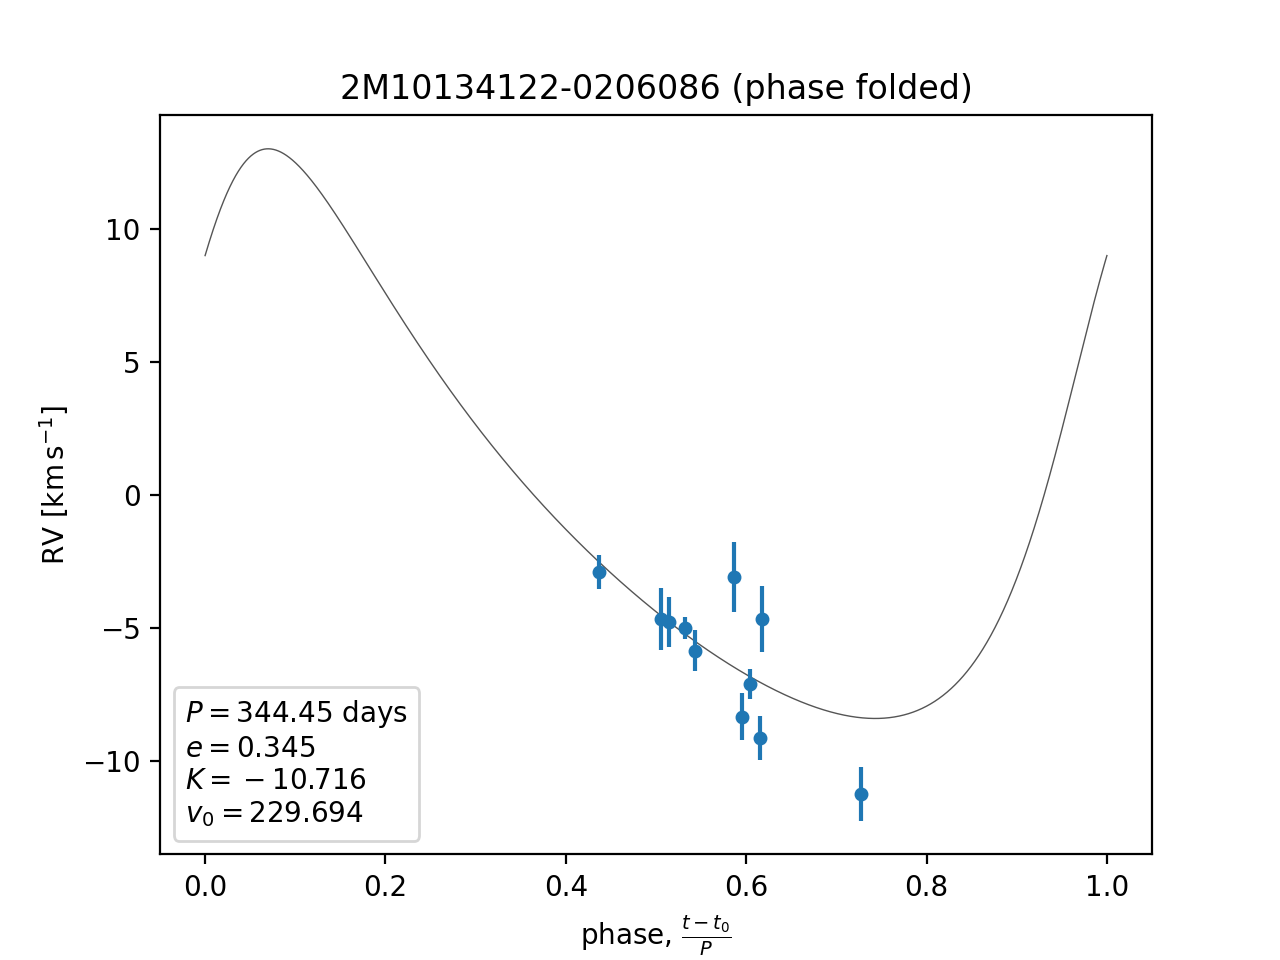 2M10134122-0206086 (phase folded)
RV [km s⁻¹]
10
5
0
−5
−10
P = 344.45 days
e = 0.345
K = −10.716
v₀ = 229.694
0.0 0.2 0.4 0.6 0.8 1.0
phase, (t − t₀)/P